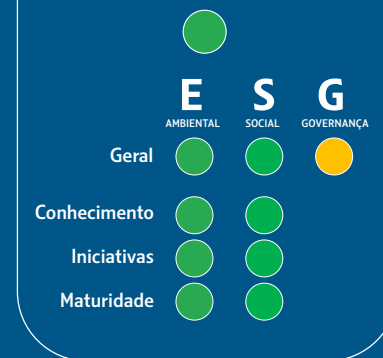 E S G
AMBIENTAL SOCIAL GOVERNANÇA
Geral
Conhecimento
Iniciativas
Maturidade